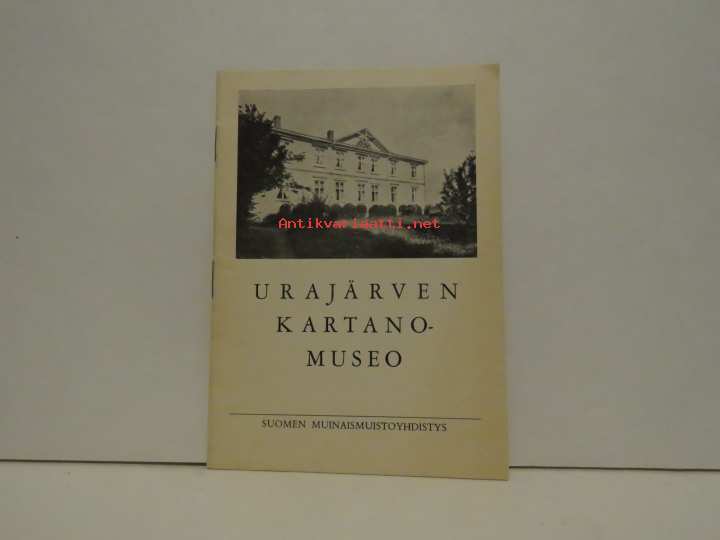 Antikvariaatti.net
URAJÄRVEN
KARTANO-
MUSEO
SUOMEN MUINAISMUISTOYHDISTYS